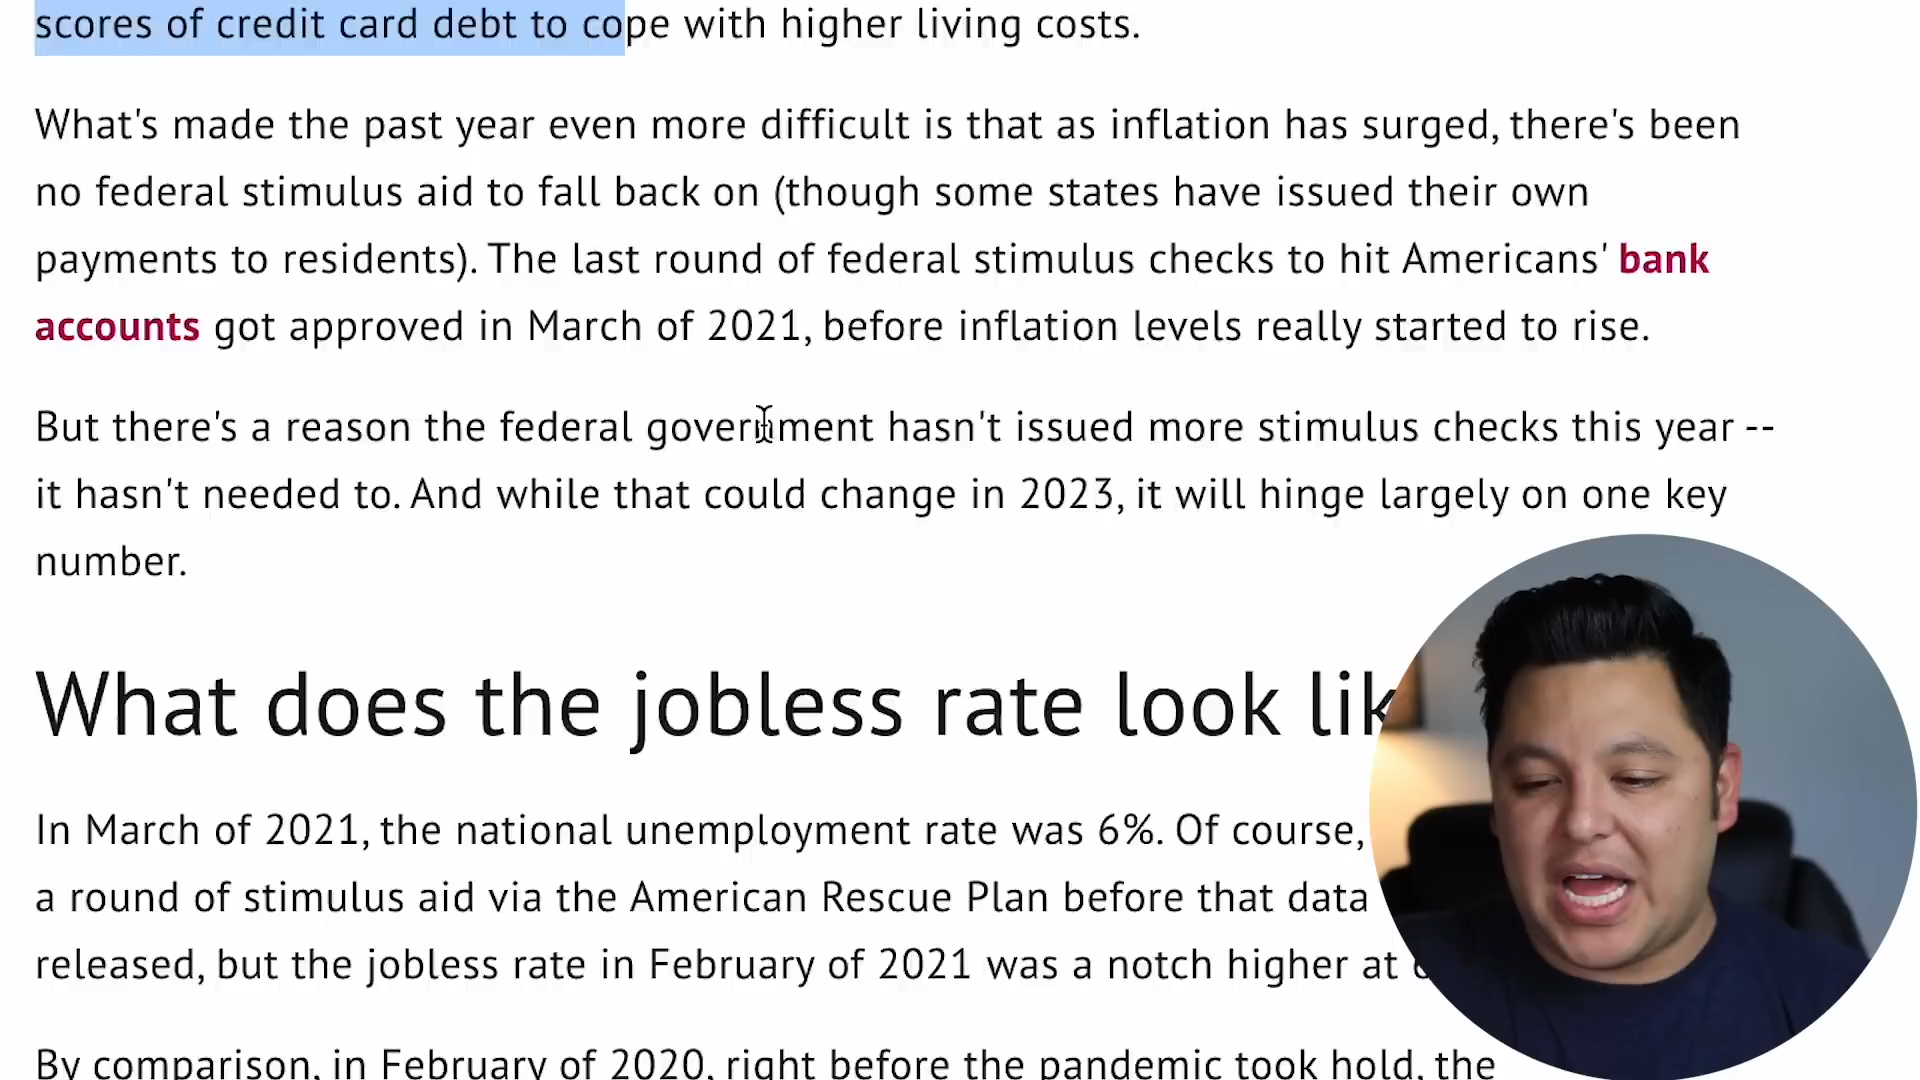 scores of credit card debt to cope with higher living costs.
What's made the past year even more difficult is that as inflation has surged, there's been
no federal stimulus aid to fall back on (though some states have issued their own
payments to residents). The last round of federal stimulus checks to hit Americans' bank
accounts got approved in March of 2021, before inflation levels really started to rise.
But there's a reason the federal government hasn't issued more stimulus checks this year --
it hasn't needed to. And while that could change in 2023, it will hinge largely on one key
number.
What does the jobless rate look
In March of 2021, the national unemployment rate was 6%. Of course,
a round of stimulus aid via the American Rescue Plan before that data
released, but the jobless rate in February of 2021 was a notch higher at
By comparison, in February of 2020, right before the pandemic took hold, the